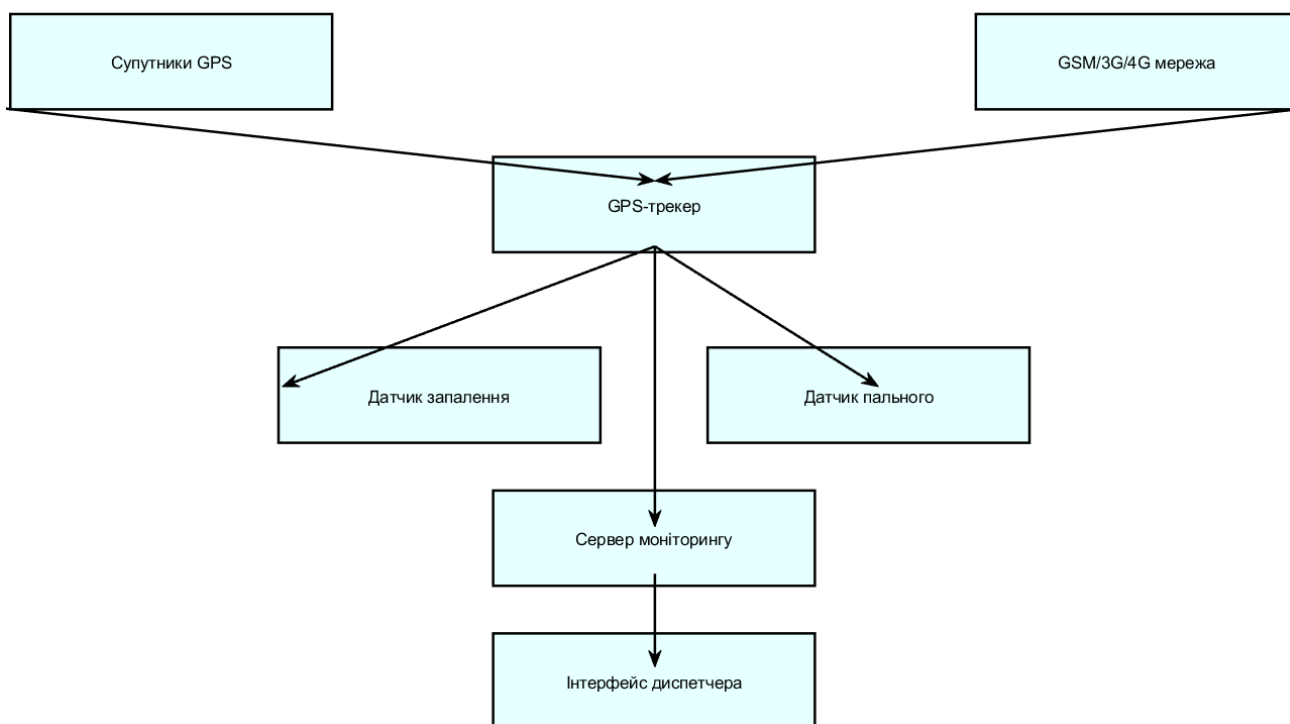 Супутники GPS
GSM/3G/4G мережа
GPS-трекер
Датчик запалення
Датчик пального
Сервер моніторингу
Інтерфейс диспетчера